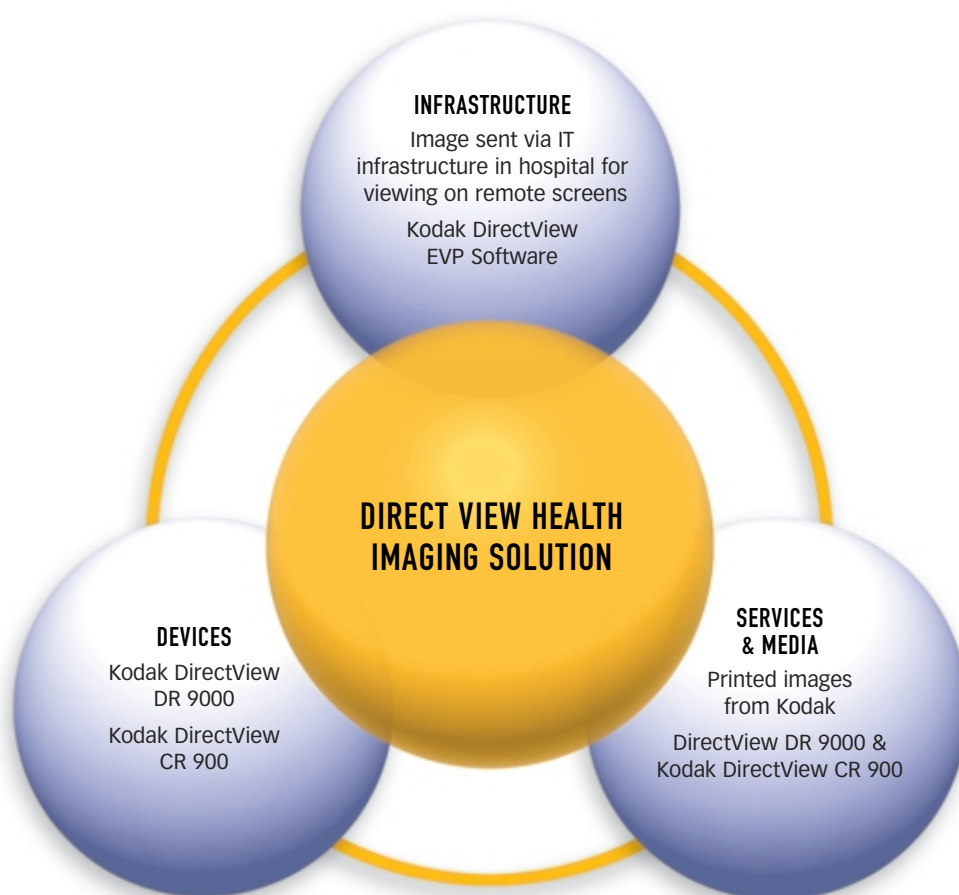 INFRASTRUCTURE
Image sent via IT
infrastructure in hospital for
viewing on remote screens
Kodak DirectView
EVP Software
DIRECT VIEW HEALTH
IMAGING SOLUTION
DEVICES
Kodak DirectView
DR 9000
Kodak DirectView
CR 900
SERVICES
& MEDIA
Printed images
from Kodak
DirectView DR 9000 &
Kodak DirectView CR 900